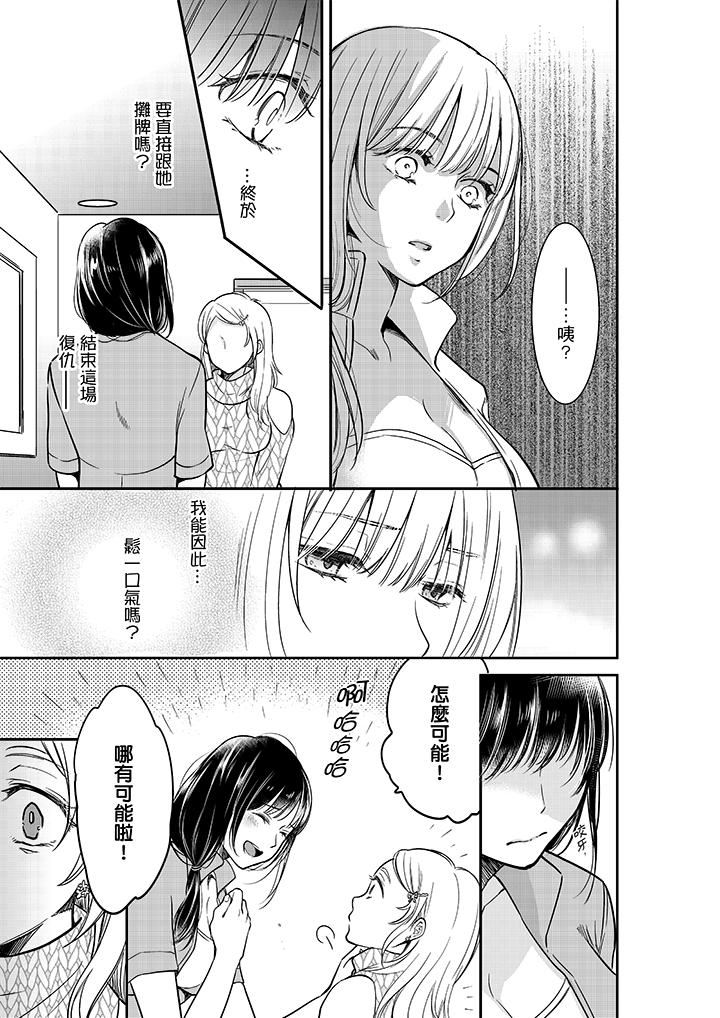 ——…咦？
…終於
要直接跟她
攤牌嗎？
結束這場
復仇——
我能因此…
鬆一口氣嗎？
咬牙
怎麼可能！
啊哈哈哈
哪有可能啦！